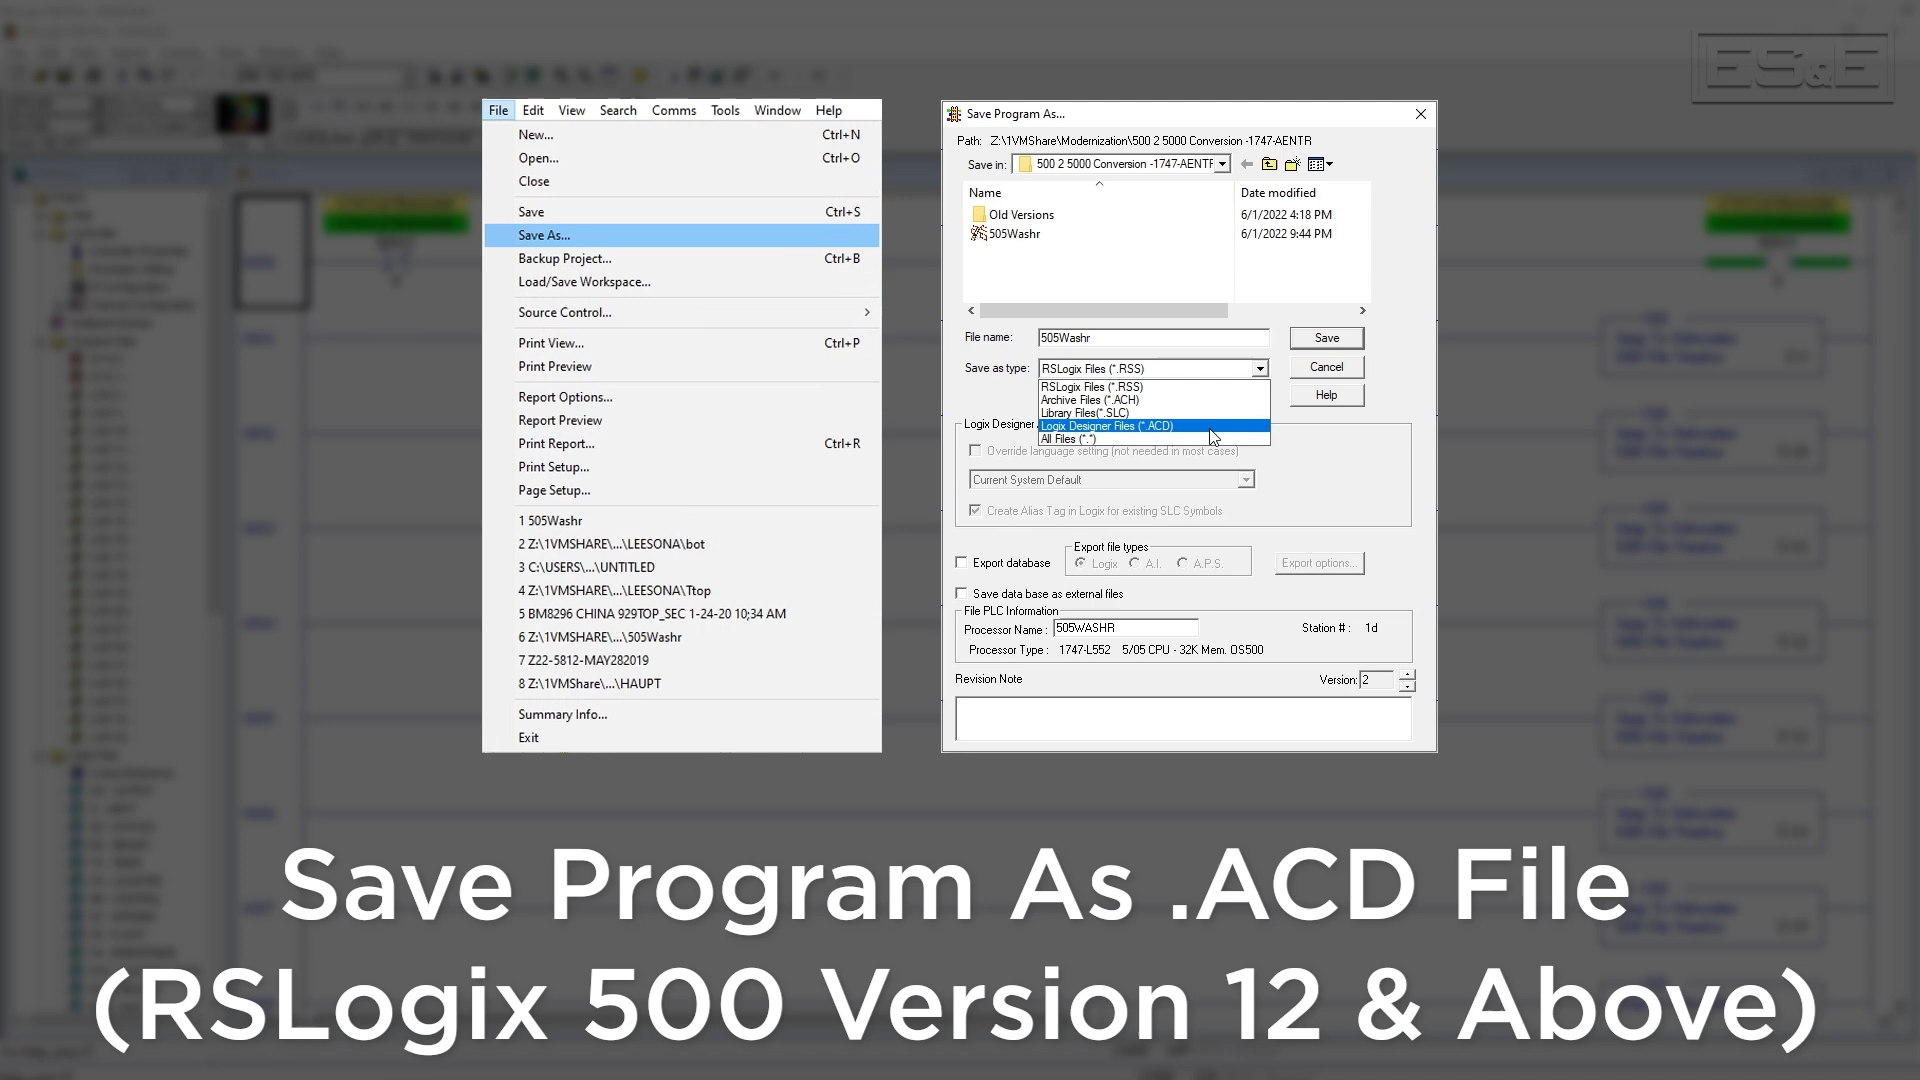 ES&E
File Edit View Search Comms Tools Window Help
New... Ctrl+N
Open... Ctrl+O
Close
Save Ctrl+S
Save As...
Backup Project... Ctrl+B
Load/Save Workspace...
Source Control...
Print View... Ctrl+P
Print Preview
Report Options...
Report Preview
Print Report... Ctrl+R
Print Setup...
Page Setup...
1 505Washr
2 Z:\1VMSHARE\...\LEESONA\bot
3 C:\USERS\...\UNTITLED
4 Z:\1VMSHARE\...\LEESONA\Ttop
5 BM8296 CHINA 929TOP_SEC 1-24-20 10;34 AM
6 Z:\1VMSHARE\...\505Washr
7 Z22-5812-MAY282019
8 Z:\1VMShare\...\HAUPT
Summary Info...
Exit
Save Program As...
Path: Z:\1VMShare\Modernization\500 2 5000 Conversion -1747-AENTR
Save in: 500 2 5000 Conversion -1747-AENTR
Name Date modified
Old Versions 6/1/2022 4:18 PM
505Washr 6/1/2022 9:44 PM
File name: 505Washr Save
Save as type: RSLogix Files (*.RSS) Cancel
RSLogix Files (*.RSS)
Archive Files (*.ACH) Help
Library Files(*.SLC)
Logix Designer Logix Designer Files (*.ACD)
All Files (*.*)
Override language setting (not needed in most cases)
Current System Default
Create Alias Tag in Logix for existing SLC Symbols
Export file types
Export database Logix A.I. A.P.S. Export options...
Save data base as external files
File PLC Information
Processor Name : 505WASHR Station # : 1d
Processor Type : 1747-L552 5/05 CPU - 32K Mem. OS500
Revision Note Version: 2
Save Program As .ACD File
(RSLogix 500 Version 12 & Above)